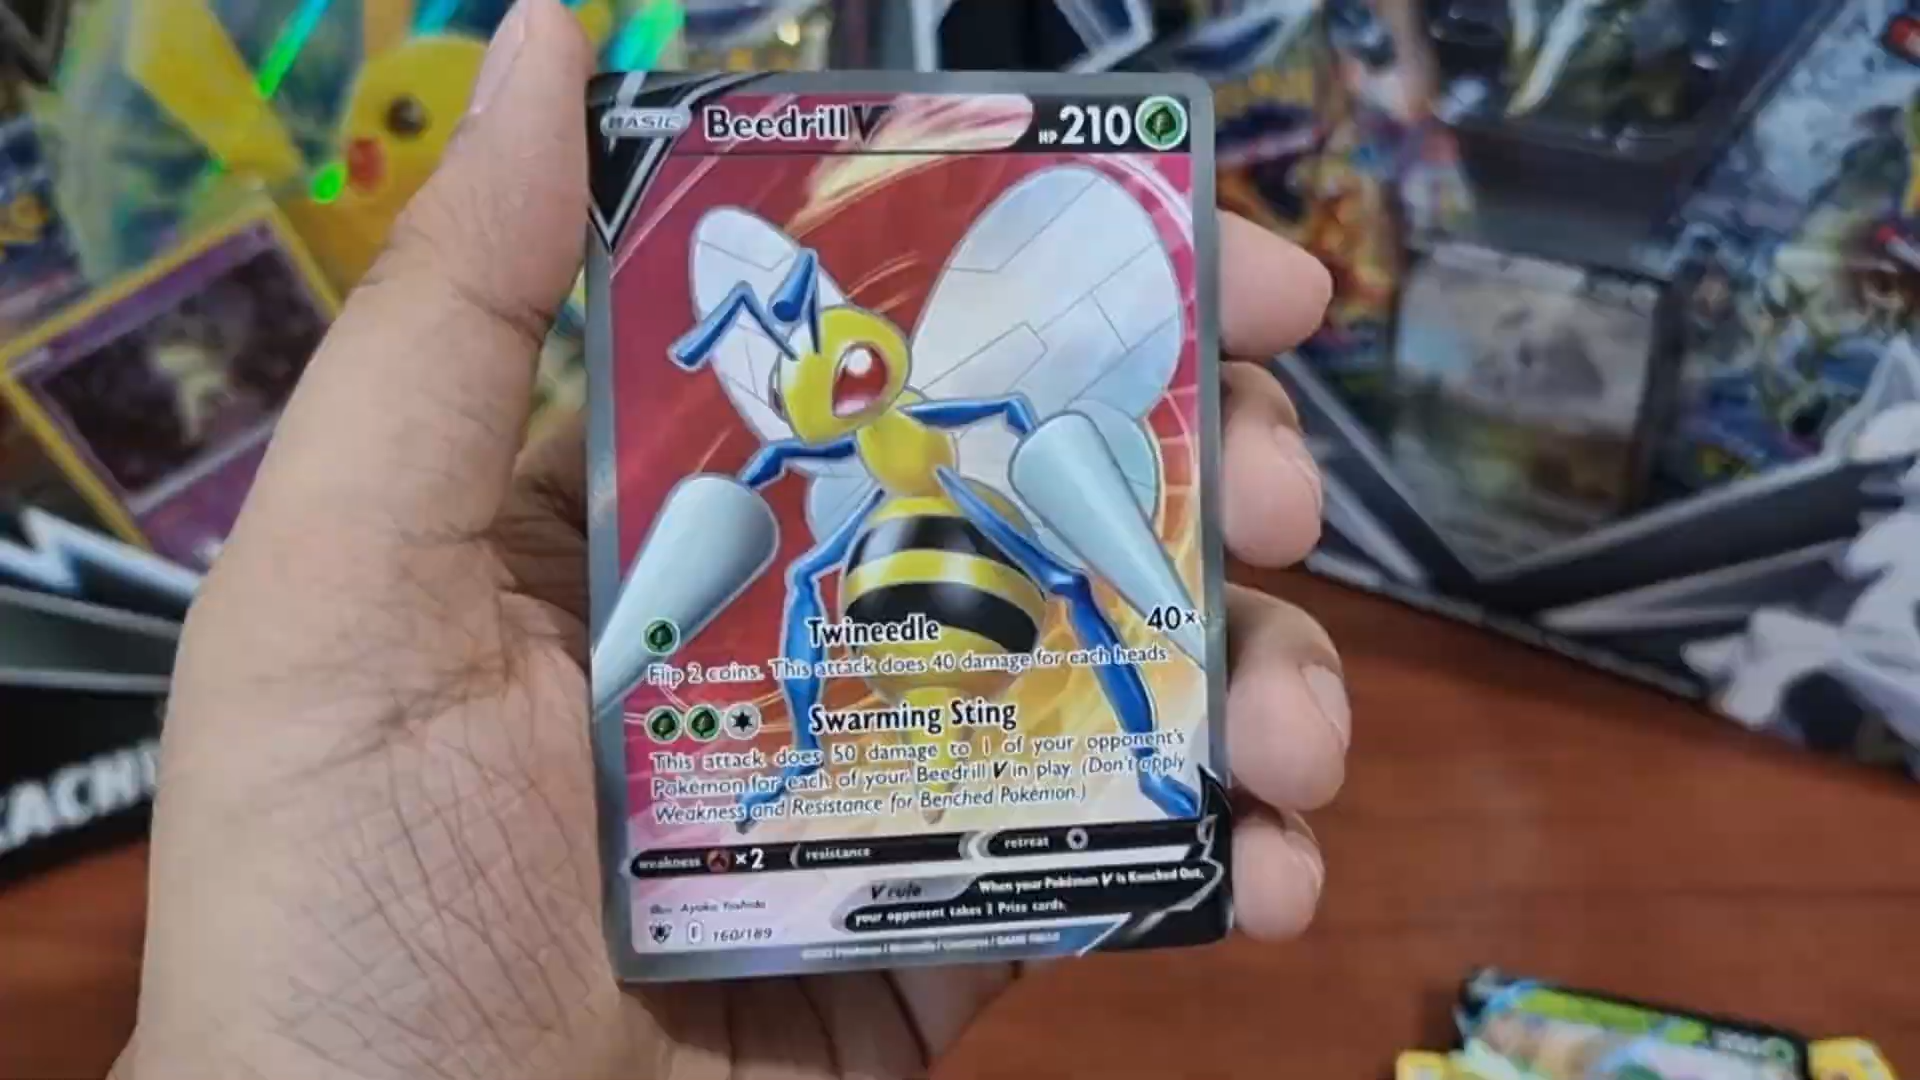 BASIC Beedrill V HP 210
Twineedle 40×
Flip 2 coins. This attack does 40 damage for each heads.
Swarming Sting
This attack does 50 damage to 1 of your opponent's
Pokémon for each of your Beedrill V in play. (Don't apply
Weakness and Resistance for Benched Pokémon.)
weakness ×2 resistance retreat
V rule When your Pokémon V is Knocked Out,
your opponent takes 2 Prize cards.
Illus. Ayuka Yoshida
160/189